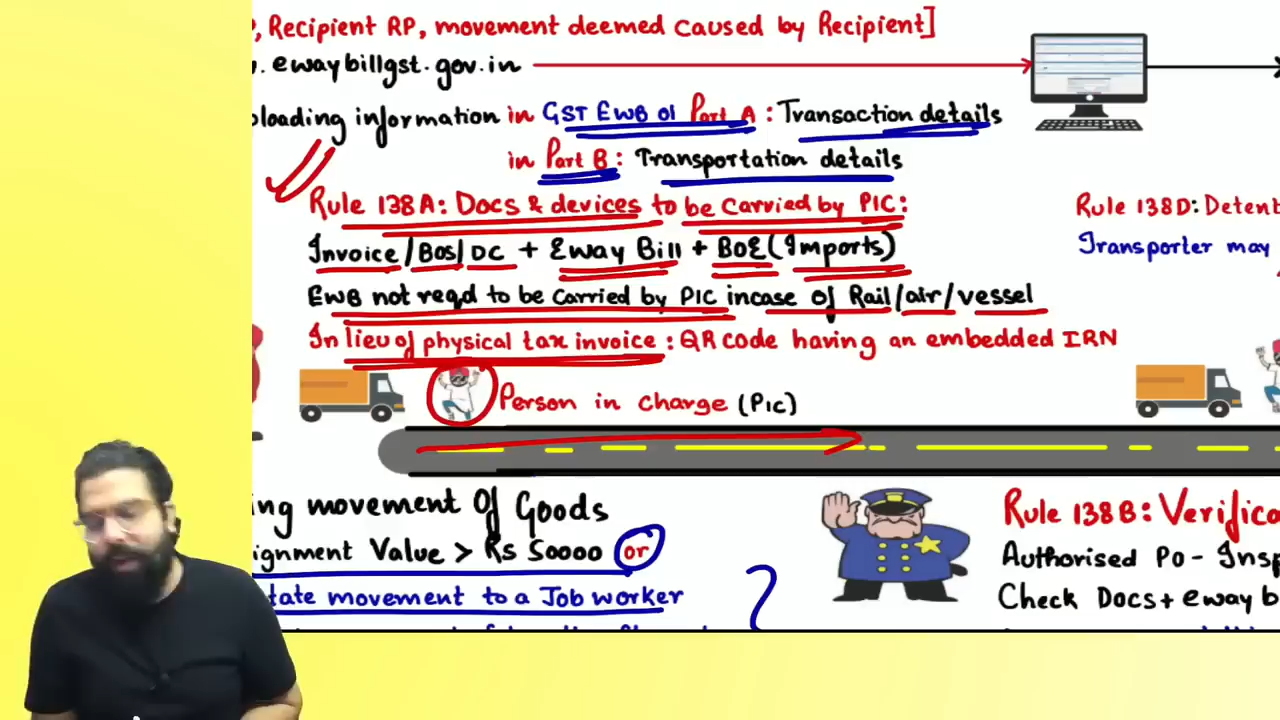 , Recipient RP, movement deemed caused by Recipient]
. ewaybillgst.gov.in
loading information in GST EWB 01 Part A : Transaction details
in Part B : Transportation details
Rule 138A: Docs & devices to be carried by PIC:
Invoice/BOS/DC + Eway Bill + BOE (Imports)
EWB not reqd to be carried by PIC incase of Rail/air/vessel
In lieu of physical tax invoice : QR code having an embedded IRN
Rule 138D: Detent
Transporter may
Person in charge (PIC)
ing movement Of Goods
ignment Value > Rs 50000 or
tate movement to a Job worker
Rule 138B: Verifica
Authorised PO - Insp
Check Docs + eway b